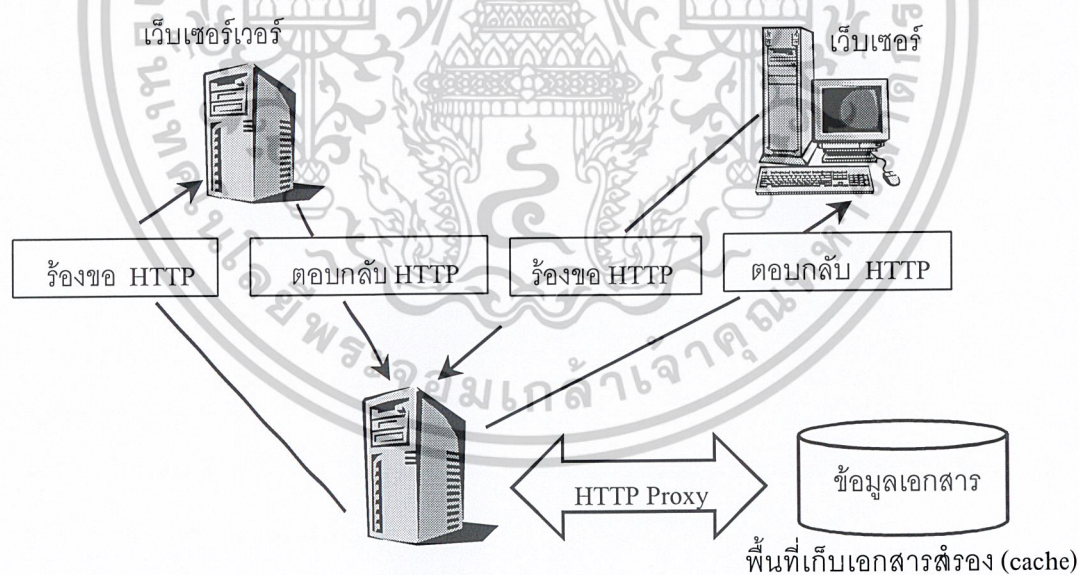 เว็บเซอร์เวอร์
เว็บเซอร์
ร้องขอ HTTP
ตอบกลับ HTTP
ร้องขอ HTTP
ตอบกลับ HTTP
HTTP Proxy
ข้อมูลเอกสาร
พื้นที่เก็บเอกสารสำรอง (cache)